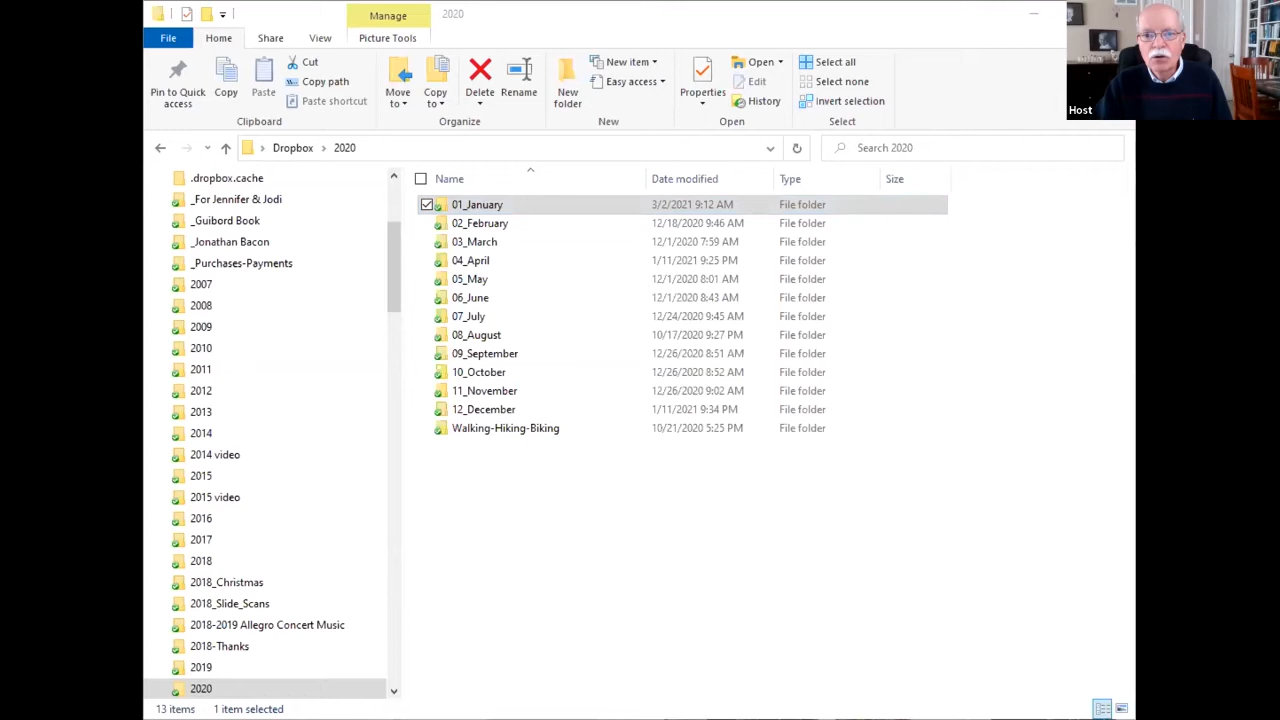 Manage
2020
File
Home
Share
View
Picture Tools
Pin to Quick access
Copy
Paste
Cut
Copy path
Paste shortcut
Clipboard
Move to
Copy to
Delete
Rename
Organize
New folder
New item
Easy access
New
Properties
Open
Edit
History
Open
Select all
Select none
Invert selection
Select
Host
Dropbox
2020
Search 2020
.dropbox.cache
_For Jennifer & Jodi
_Guibord Book
_Jonathan Bacon
_Purchases-Payments
2007
2008
2009
2010
2011
2012
2013
2014
2014 video
2015
2015 video
2016
2017
2018
2018_Christmas
2018_Slide_Scans
2018-2019 Allegro Concert Music
2018-Thanks
2019
2020
Name Date modified Type Size
01_January 3/2/2021 9:12 AM File folder
02_February 12/18/2020 9:46 AM File folder
03_March 12/1/2020 7:59 AM File folder
04_April 1/11/2021 9:25 PM File folder
05_May 12/1/2020 8:01 AM File folder
06_June 12/1/2020 8:43 AM File folder
07_July 12/24/2020 9:45 AM File folder
08_August 10/17/2020 9:27 PM File folder
09_September 12/26/2020 8:51 AM File folder
10_October 12/26/2020 8:52 AM File folder
11_November 12/26/2020 9:02 AM File folder
12_December 1/11/2021 9:34 PM File folder
Walking-Hiking-Biking 10/21/2020 5:25 PM File folder
13 items 1 item selected